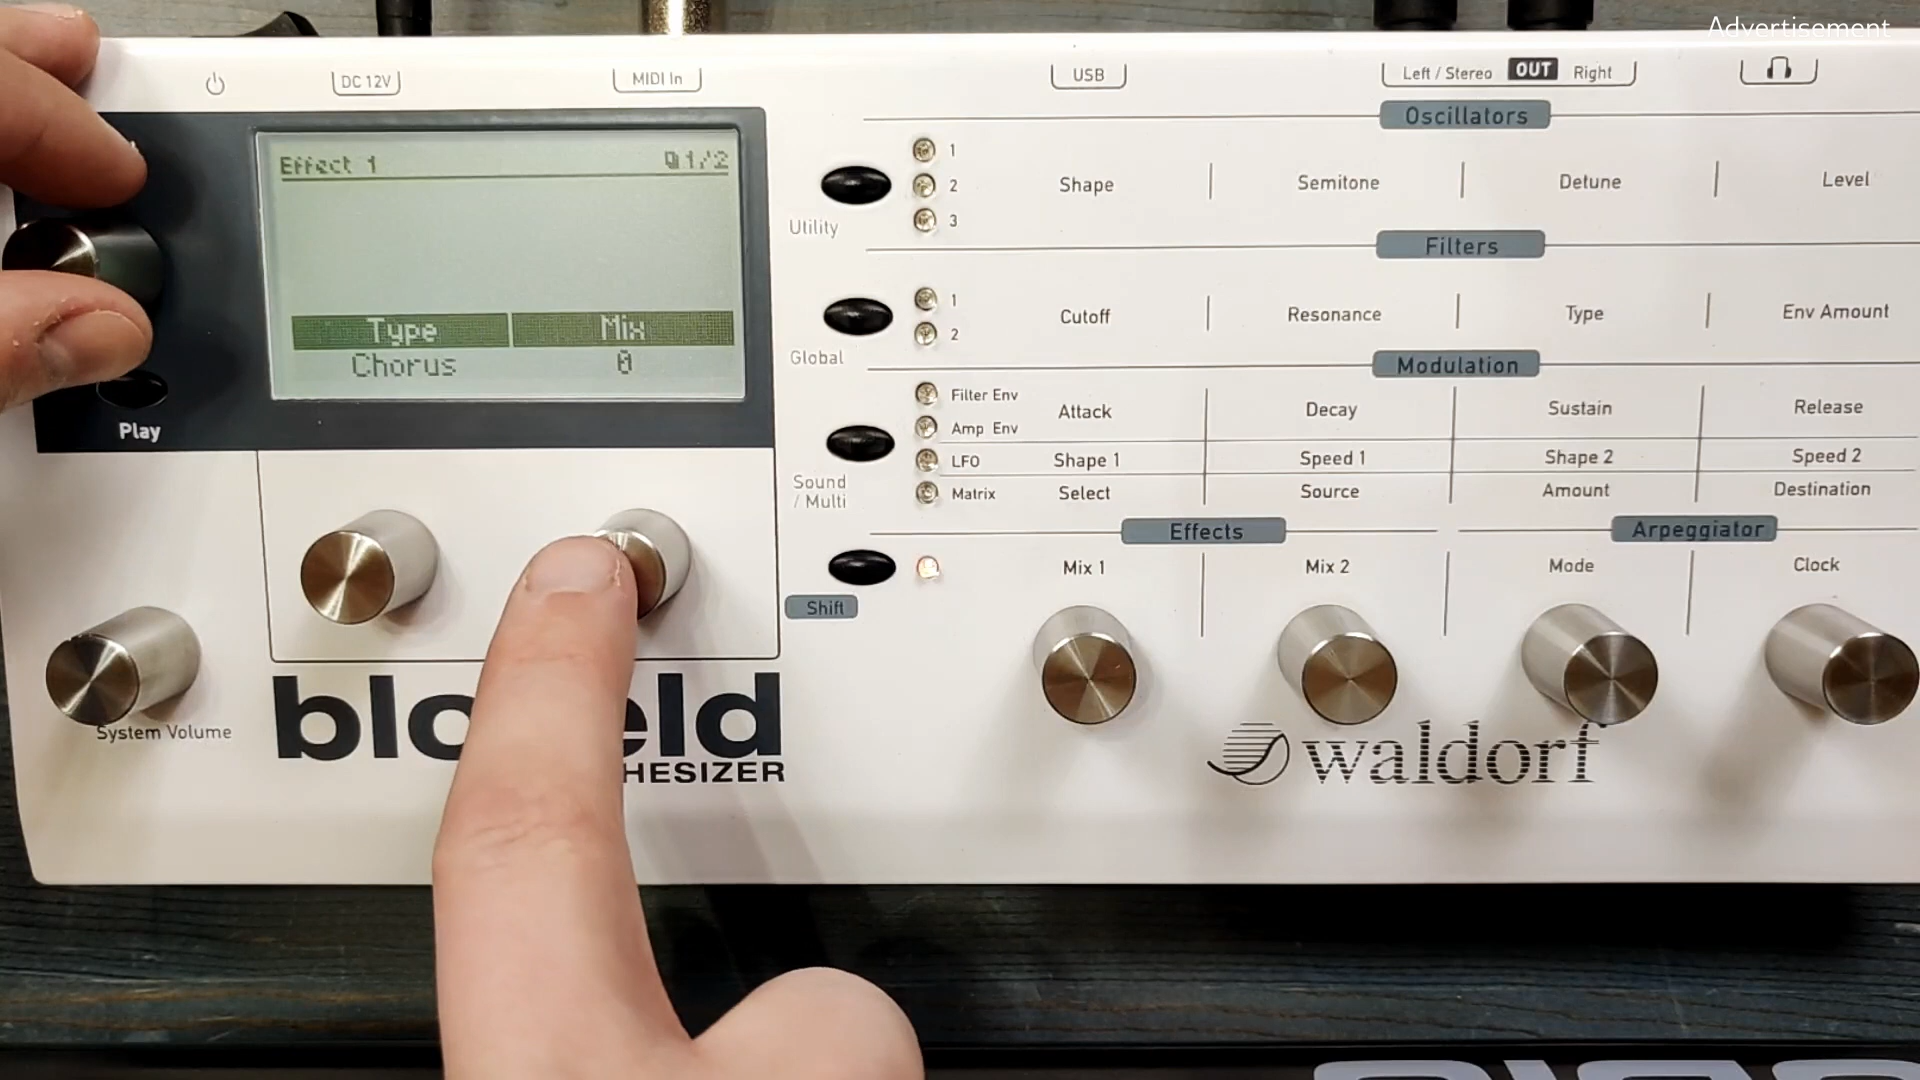 Advertisement
DC 12V
MIDI In
USB
Left / Stereo OUT Right
Oscillators
Effect 1 1/2
1
2
3
Shape Semitone Detune Level
Utility
Filters
1
2
Cutoff Resonance Type Env Amount
Type Mix
Chorus 0
Global
Modulation
Filter Env
Amp Env
Attack Decay Sustain Release
Play
LFO Shape 1 Speed 1 Shape 2 Speed 2
Sound
/ Multi
Matrix Select Source Amount Destination
Effects Arpeggiator
Mix 1 Mix 2 Mode Clock
Shift
System Volume
blofeld
waldorf